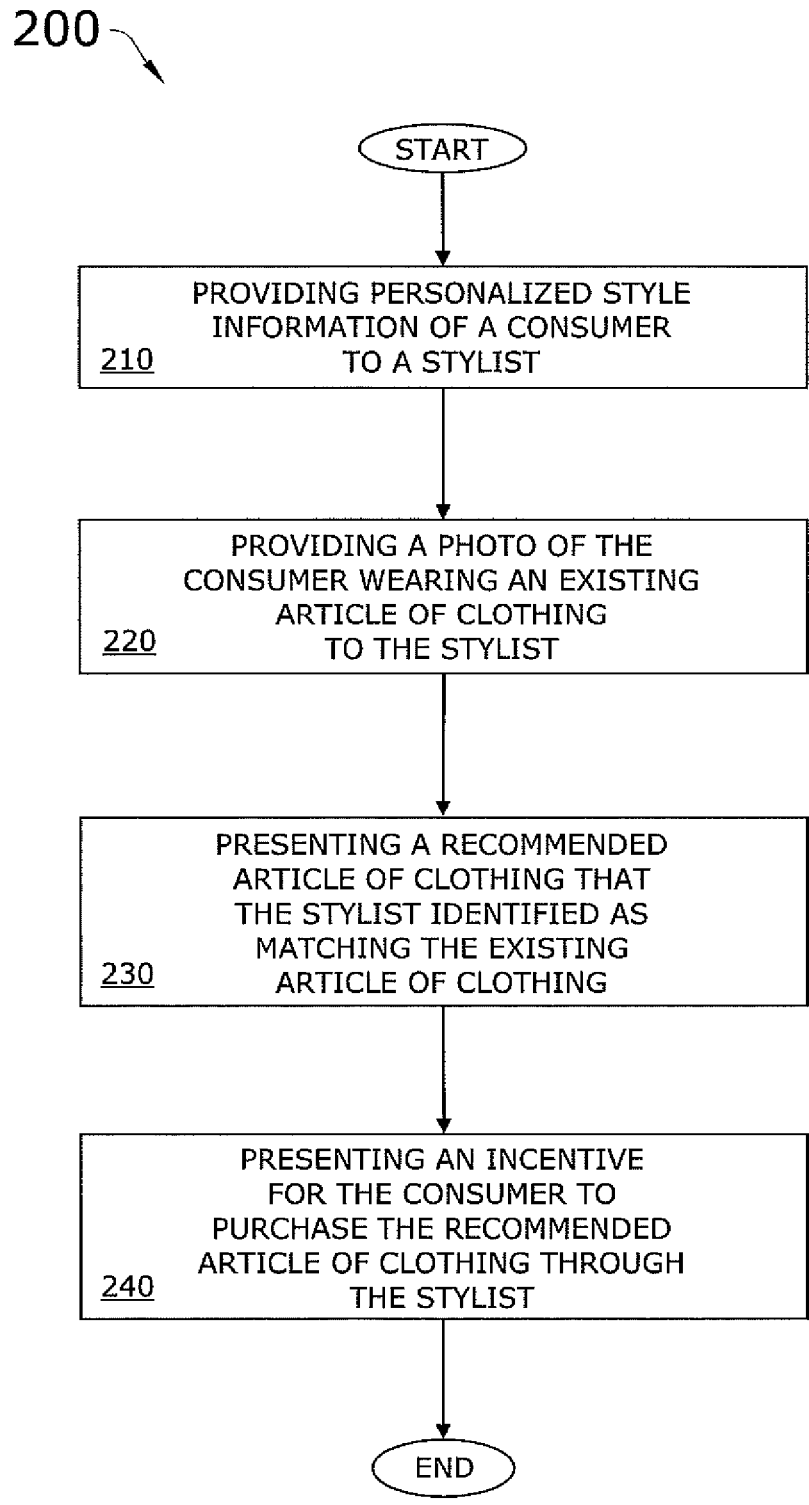 200
START
PROVIDING PERSONALIZED STYLE
INFORMATION OF A CONSUMER
TO A STYLIST
210
PROVIDING A PHOTO OF THE
CONSUMER WEARING AN EXISTING
ARTICLE OF CLOTHING
TO THE STYLIST
220
PRESENTING A RECOMMENDED
ARTICLE OF CLOTHING THAT
THE STYLIST IDENTIFIED AS
MATCHING THE EXISTING
ARTICLE OF CLOTHING
230
PRESENTING AN INCENTIVE
FOR THE CONSUMER TO
PURCHASE THE RECOMMENDED
ARTICLE OF CLOTHING THROUGH
THE STYLIST
240
END